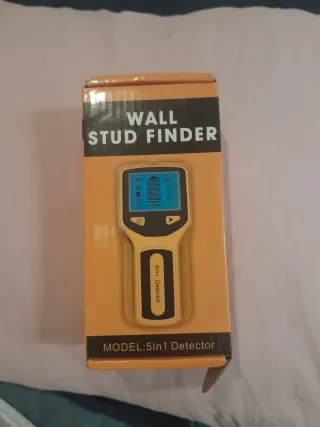 WALL
STUD FINDER
5in1 Detector
MODEL:5In1 Detector